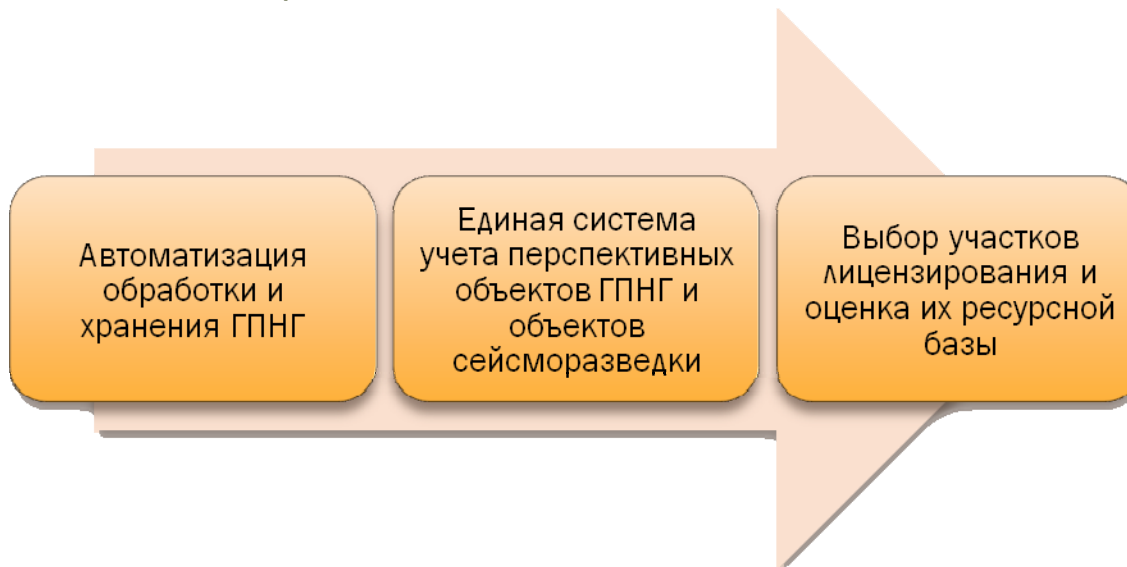 Автоматизация
обработки и
хранения ГПНГ
Единая система
учета перспективных
объектов ГПНГ и
объектов
сейсморазведки
Выбор участков
лицензирования и
оценка их ресурсной
базы